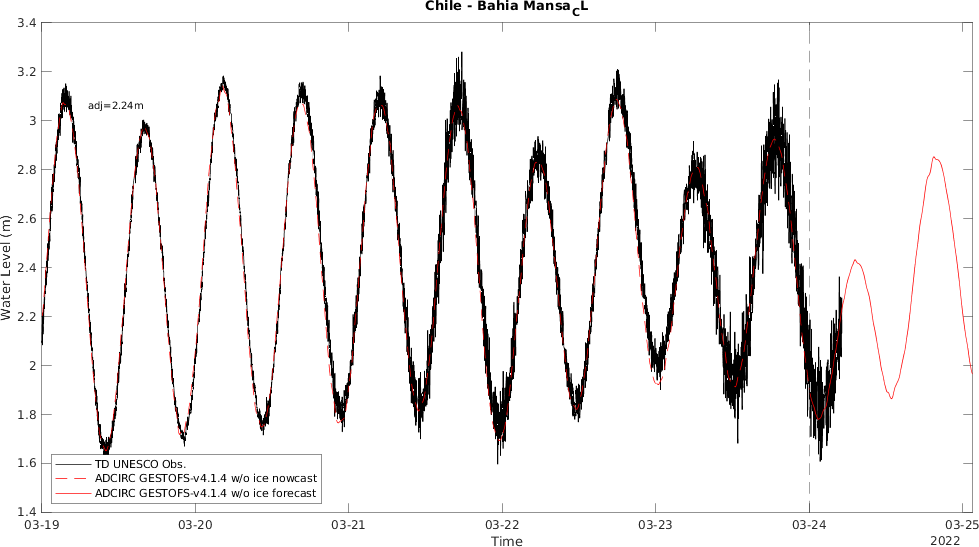 Chile - Bahia Mansa_CL
3.4
3.2
3
2.8
2.6
2.4
2.2
2
1.8
1.6
1.4
Water Level (m)
adj=2.24m
TD UNESCO Obs.
ADCIRC GESTOFS-v4.1.4 w/o ice nowcast
ADCIRC GESTOFS-v4.1.4 w/o ice forecast
03-19 03-20 03-21 03-22 03-23 03-24 03-25
Time
2022